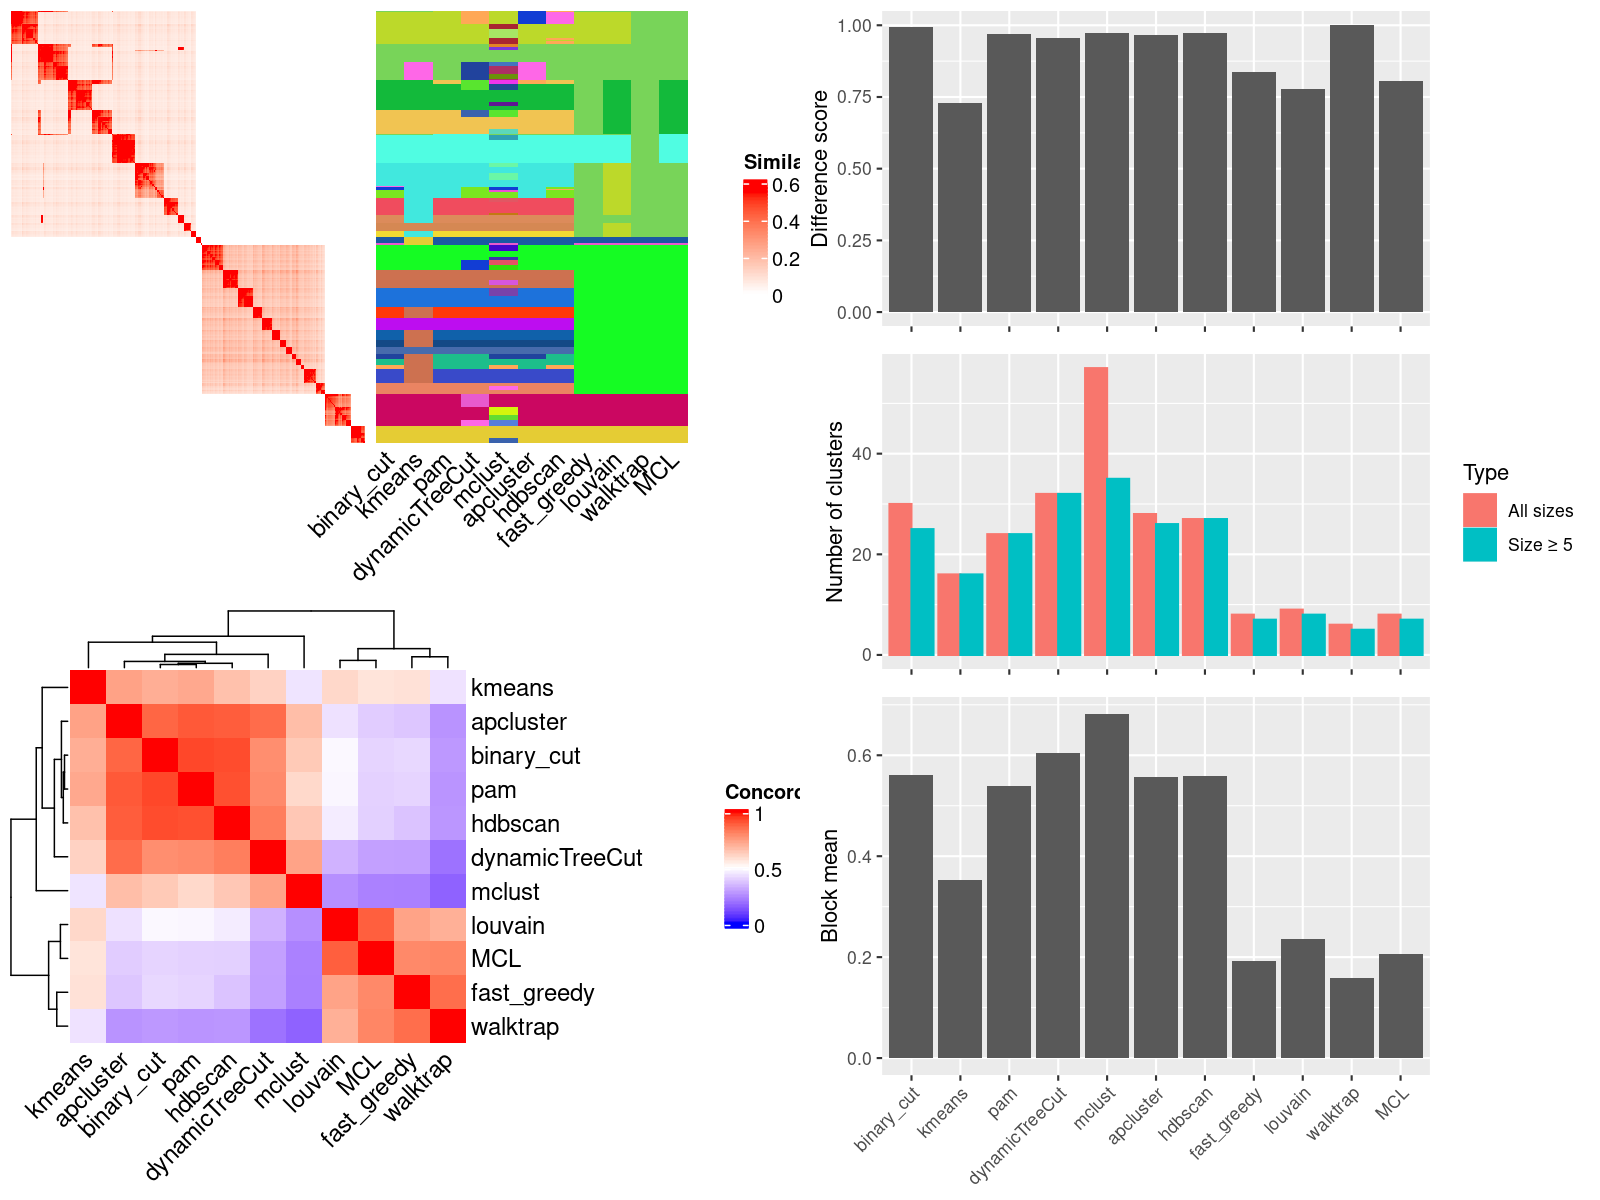 Simila
0.6
0.4
0.2
0
binary_cut
kmeans
pam
dynamicTreeCut
mclust
apcluster
hdbscan
fast_greedy
louvain
walktrap
MCL
Difference score
1.00
0.75
0.50
0.25
0.00
Number of clusters
40
20
0
Type
All sizes
Size ≥ 5
kmeans
apcluster
binary_cut
pam
hdbscan
dynamicTreeCut
mclust
louvain
MCL
fast_greedy
walktrap
kmeans
apcluster
binary_cut
pam
hdbscan
dynamicTreeCut
mclust
louvain
MCL
fast_greedy
walktrap
Concord
1
0.5
0
Block mean
0.6
0.4
0.2
0.0
binary_cut
kmeans
pam
dynamicTreeCut
mclust
apcluster
hdbscan
fast_greedy
louvain
walktrap
MCL